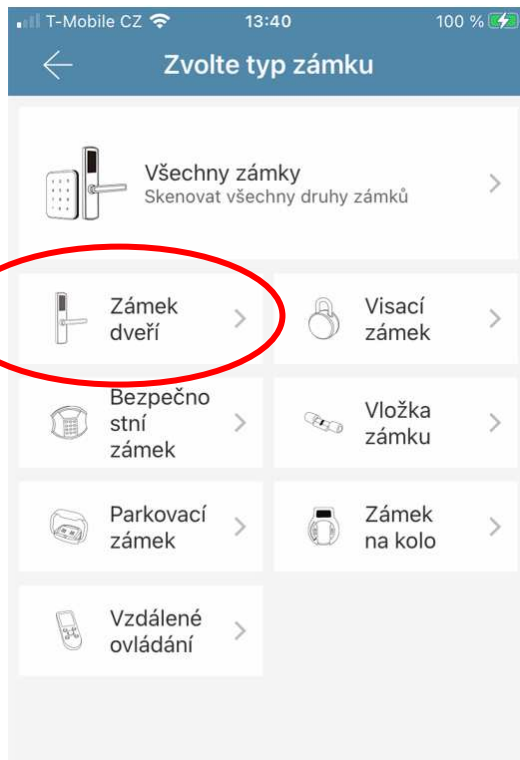 T-Mobile CZ 13:40 100 %
Zvolte typ zámku
Všechny zámky
Skenovat všechny druhy zámků
Zámek
dveří
Visací
zámek
Bezpečno
stní
zámek
Vložka
zámku
Parkovací
zámek
Zámek
na kolo
Vzdálené
ovládání